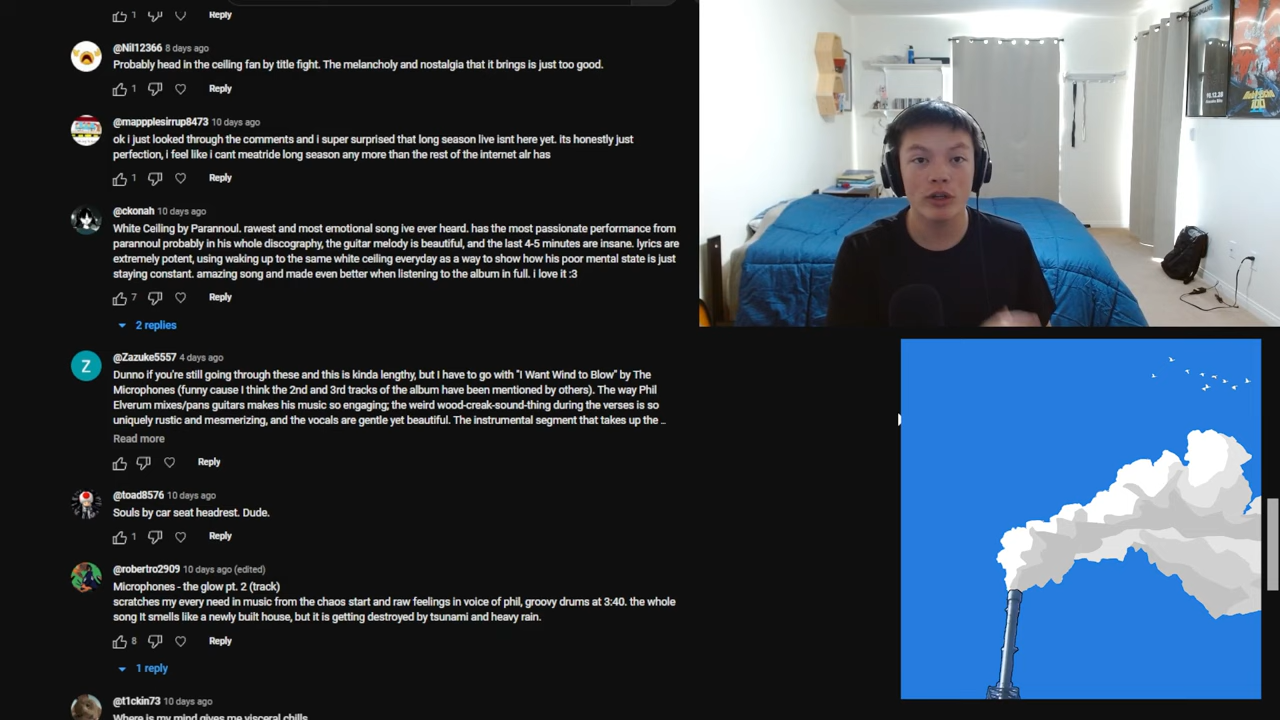 1 Reply
@Nil12366 8 days ago
Probably head in the ceiling fan by title fight. The melancholy and nostalgia that it brings is just too good.
1 Reply
@mappplesirrup8473 10 days ago
ok i just looked through the comments and i super surprised that long season live isnt here yet. its honestly just
perfection, i feel like i cant meatride long season any more than the rest of the internet alr has
1 Reply
@ckonah 10 days ago
White Ceiling by Parannoul. rawest and most emotional song ive ever heard. has the most passionate performance from
parannoul probably in his whole discography, the guitar melody is beautiful, and the last 4-5 minutes are insane. lyrics are
extremely potent, using waking up to the same white ceiling everyday as a way to show how his poor mental state is just
staying constant. amazing song and made even better when listening to the album in full. i love it :3
7 Reply
2 replies
Z
@Zazuke5557 4 days ago
Dunno if you're still going through these and this is kinda lengthy, but I have to go with "I Want Wind to Blow" by The
Microphones (funny cause I think the 2nd and 3rd tracks of the album have been mentioned by others). The way Phil
Elverum mixes/pans guitars makes his music so engaging; the weird wood-creak-sound-thing during the verses is so
uniquely rustic and mesmerizing, and the vocals are gentle yet beautiful. The instrumental segment that takes up the ...
Read more
Reply
@toad8576 10 days ago
Souls by car seat headrest. Dude.
1 Reply
@robertro2909 10 days ago (edited)
Microphones - the glow pt. 2 (track)
scratches my every need in music from the chaos start and raw feelings in voice of phil, groovy drums at 3:40. the whole
song It smells like a newly built house, but it is getting destroyed by tsunami and heavy rain.
8 Reply
1 reply
@t1ckin73 10 days ago
Where is my mind gives me visceral chills